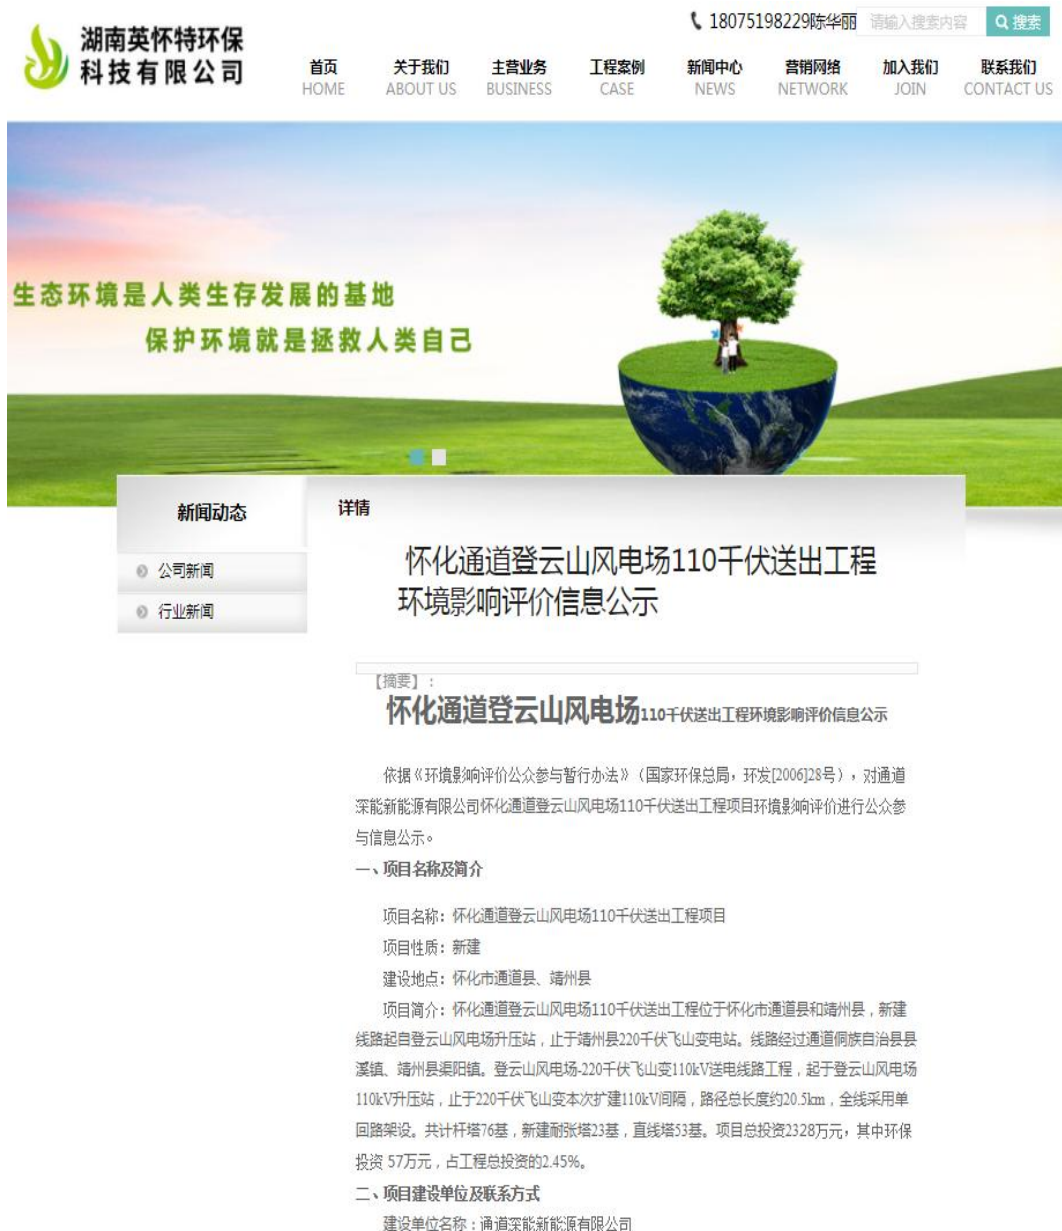 湖南英怀特环保
科技有限公司
18075198229陈华丽
请输入搜索内容
搜索
首页 关于我们 主营业务 工程案例 新闻中心 营销网络 加入我们 联系我们
HOME ABOUT US BUSINESS CASE NEWS NETWORK JOIN CONTACT US
生态环境是人类生存发展的基地
保护环境就是拯救人类自己
新闻动态
公司新闻
行业新闻
详情
怀化通道登云山风电场110千伏送出工程
环境影响评价信息公示
【摘要】：
怀化通道登云山风电场110千伏送出工程环境影响评价信息公示
依据《环境影响评价公众参与暂行办法》（国家环保总局，环发[2006]28号），对通道
深能新能源有限公司怀化通道登云山风电场110千伏送出工程项目环境影响评价进行公众参
与信息公示。
一、项目名称及简介
项目名称：怀化通道登云山风电场110千伏送出工程项目
项目性质：新建
建设地点：怀化市通道县、靖州县
项目简介：怀化通道登云山风电场110千伏送出工程位于怀化市通道县和靖州县，新建
线路起自登云山风电场升压站，止于靖州县220千伏飞山变电站。线路经过通道侗族自治县县
溪镇、靖州县渠阳镇。登云山风电场-220千伏飞山变110kV送电线路工程，起于登云山风电场
110kV升压站，止于220千伏飞山变本次扩建110kV间隔，路径总长度约20.5km，全线采用单
回路架设。共计杆塔76基，新建耐张塔23基，直线塔53基。项目总投资2328万元，其中环保
投资 57万元，占工程总投资的2.45%。
二、项目建设单位及联系方式
建设单位名称：通道深能新能源有限公司